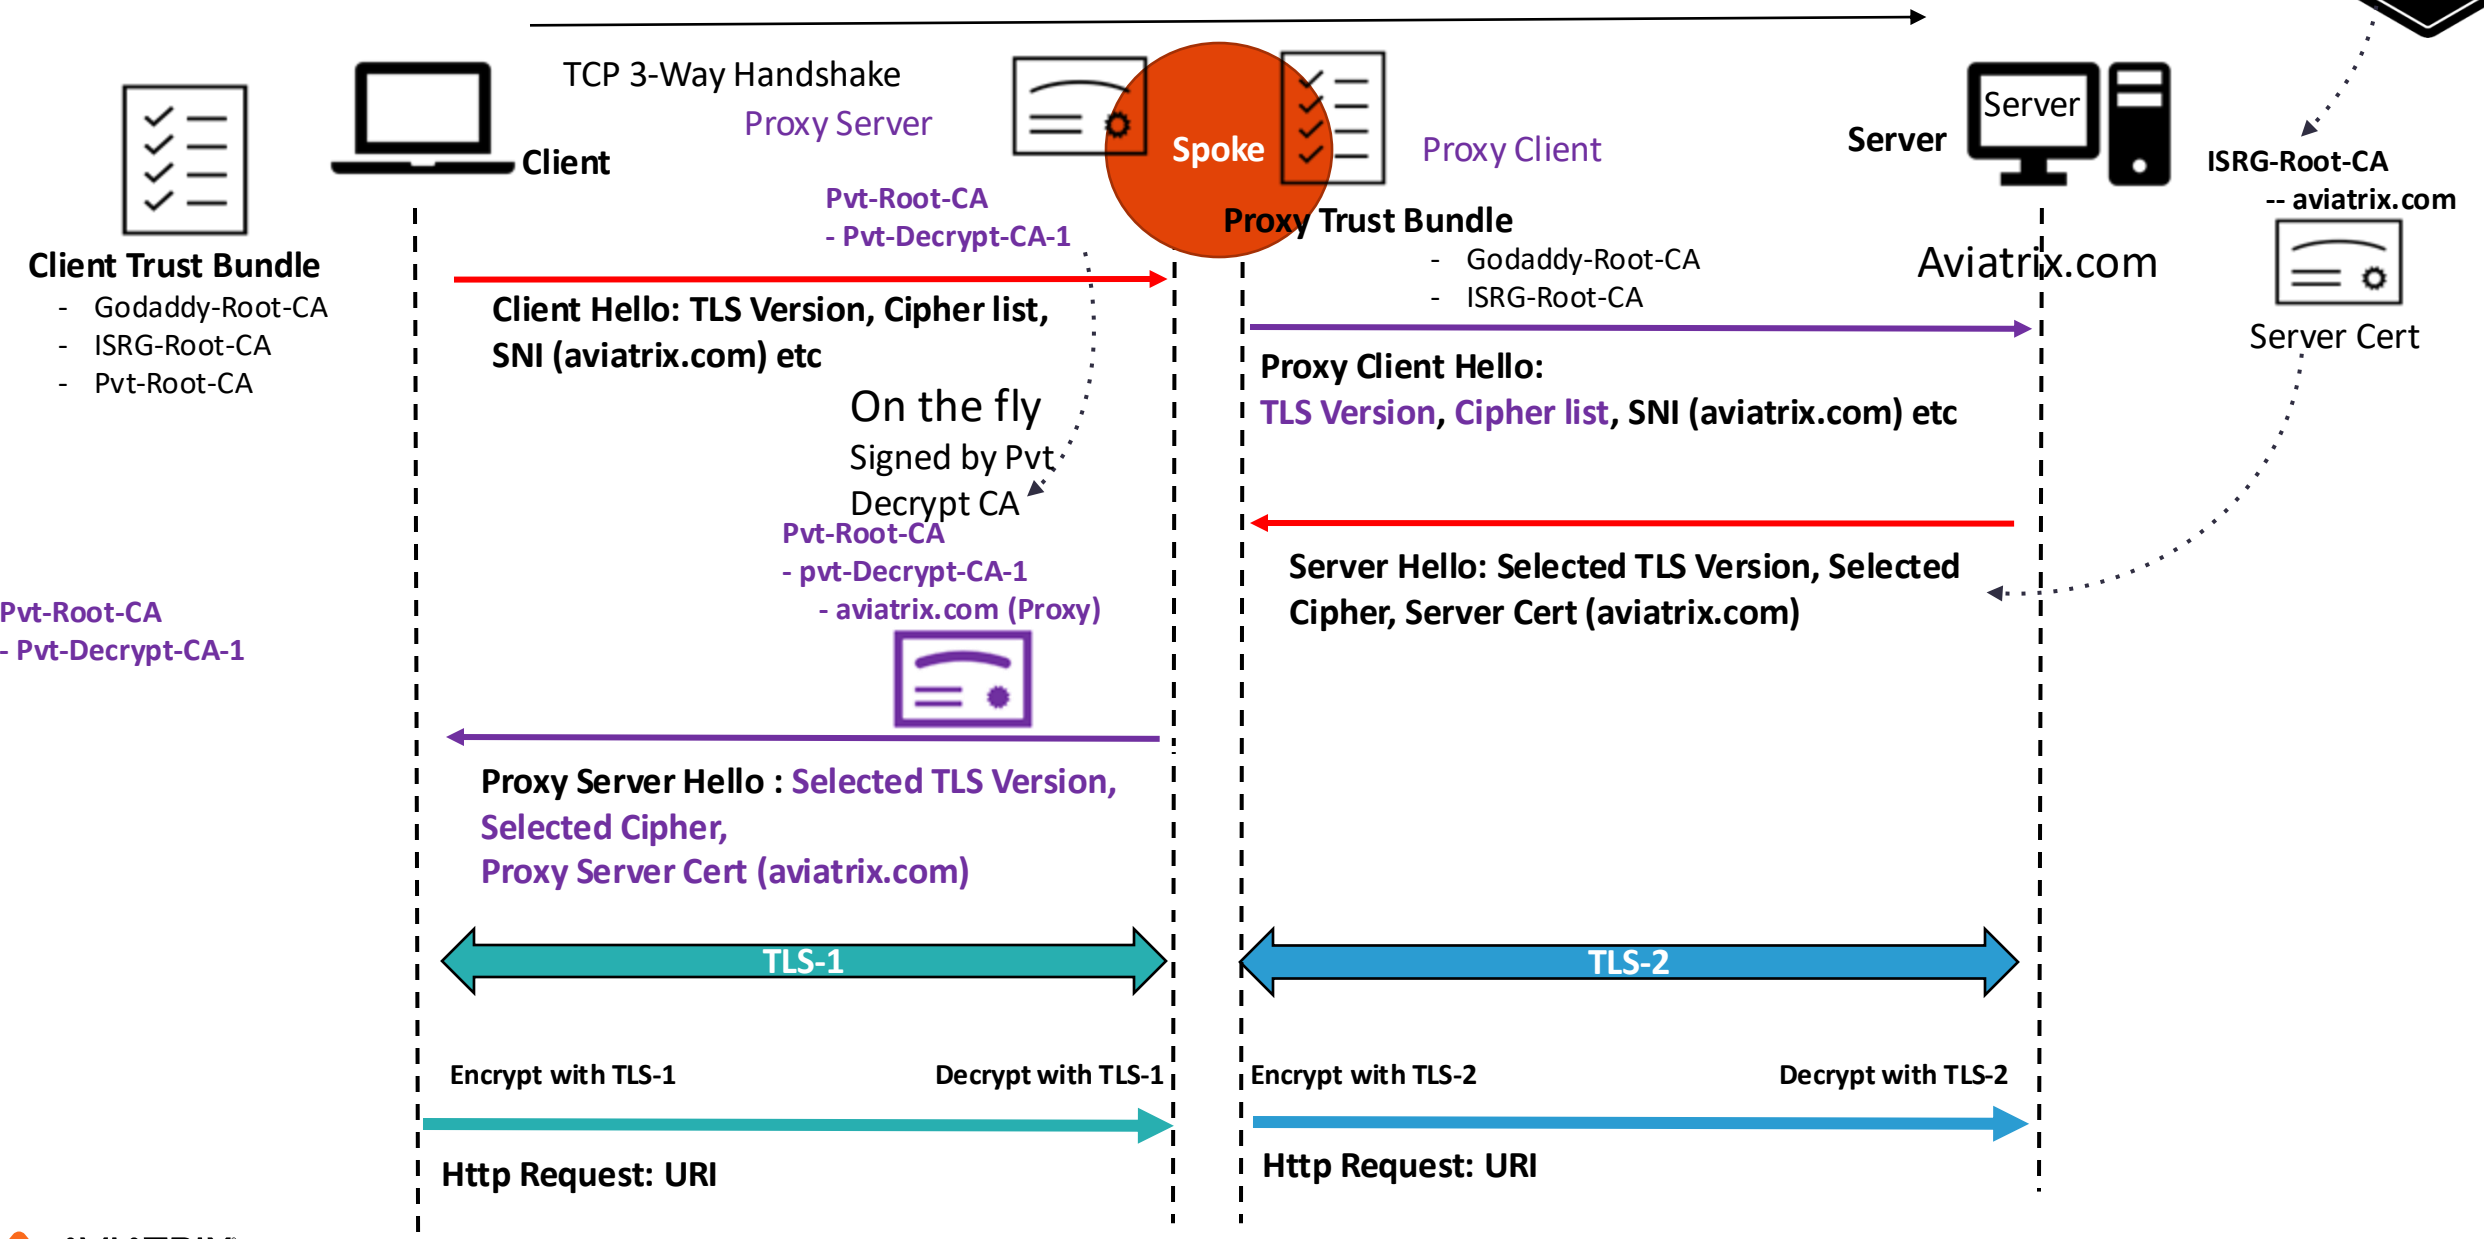 TCP 3-Way Handshake
Proxy Server
Client
Spoke
Proxy Client
Server
Server
ISRG-Root-CA
-- aviatrix.com
Pvt-Root-CA
- Pvt-Decrypt-CA-1
Proxy Trust Bundle
- Godaddy-Root-CA
- ISRG-Root-CA
Aviatrix.com
Server Cert
Client Trust Bundle
- Godaddy-Root-CA
- ISRG-Root-CA
- Pvt-Root-CA
Client Hello: TLS Version, Cipher list,
SNI (aviatrix.com) etc
Proxy Client Hello:
TLS Version, Cipher list, SNI (aviatrix.com) etc
On the fly
Signed by Pvt
Decrypt CA
Pvt-Root-CA
- pvt-Decrypt-CA-1
- aviatrix.com (Proxy)
Server Hello: Selected TLS Version, Selected
Cipher, Server Cert (aviatrix.com)
Pvt-Root-CA
- Pvt-Decrypt-CA-1
Proxy Server Hello : Selected TLS Version,
Selected Cipher,
Proxy Server Cert (aviatrix.com)
TLS-1
TLS-2
Encrypt with TLS-1
Decrypt with TLS-1
Encrypt with TLS-2
Decrypt with TLS-2
Http Request: URI
Http Request: URI